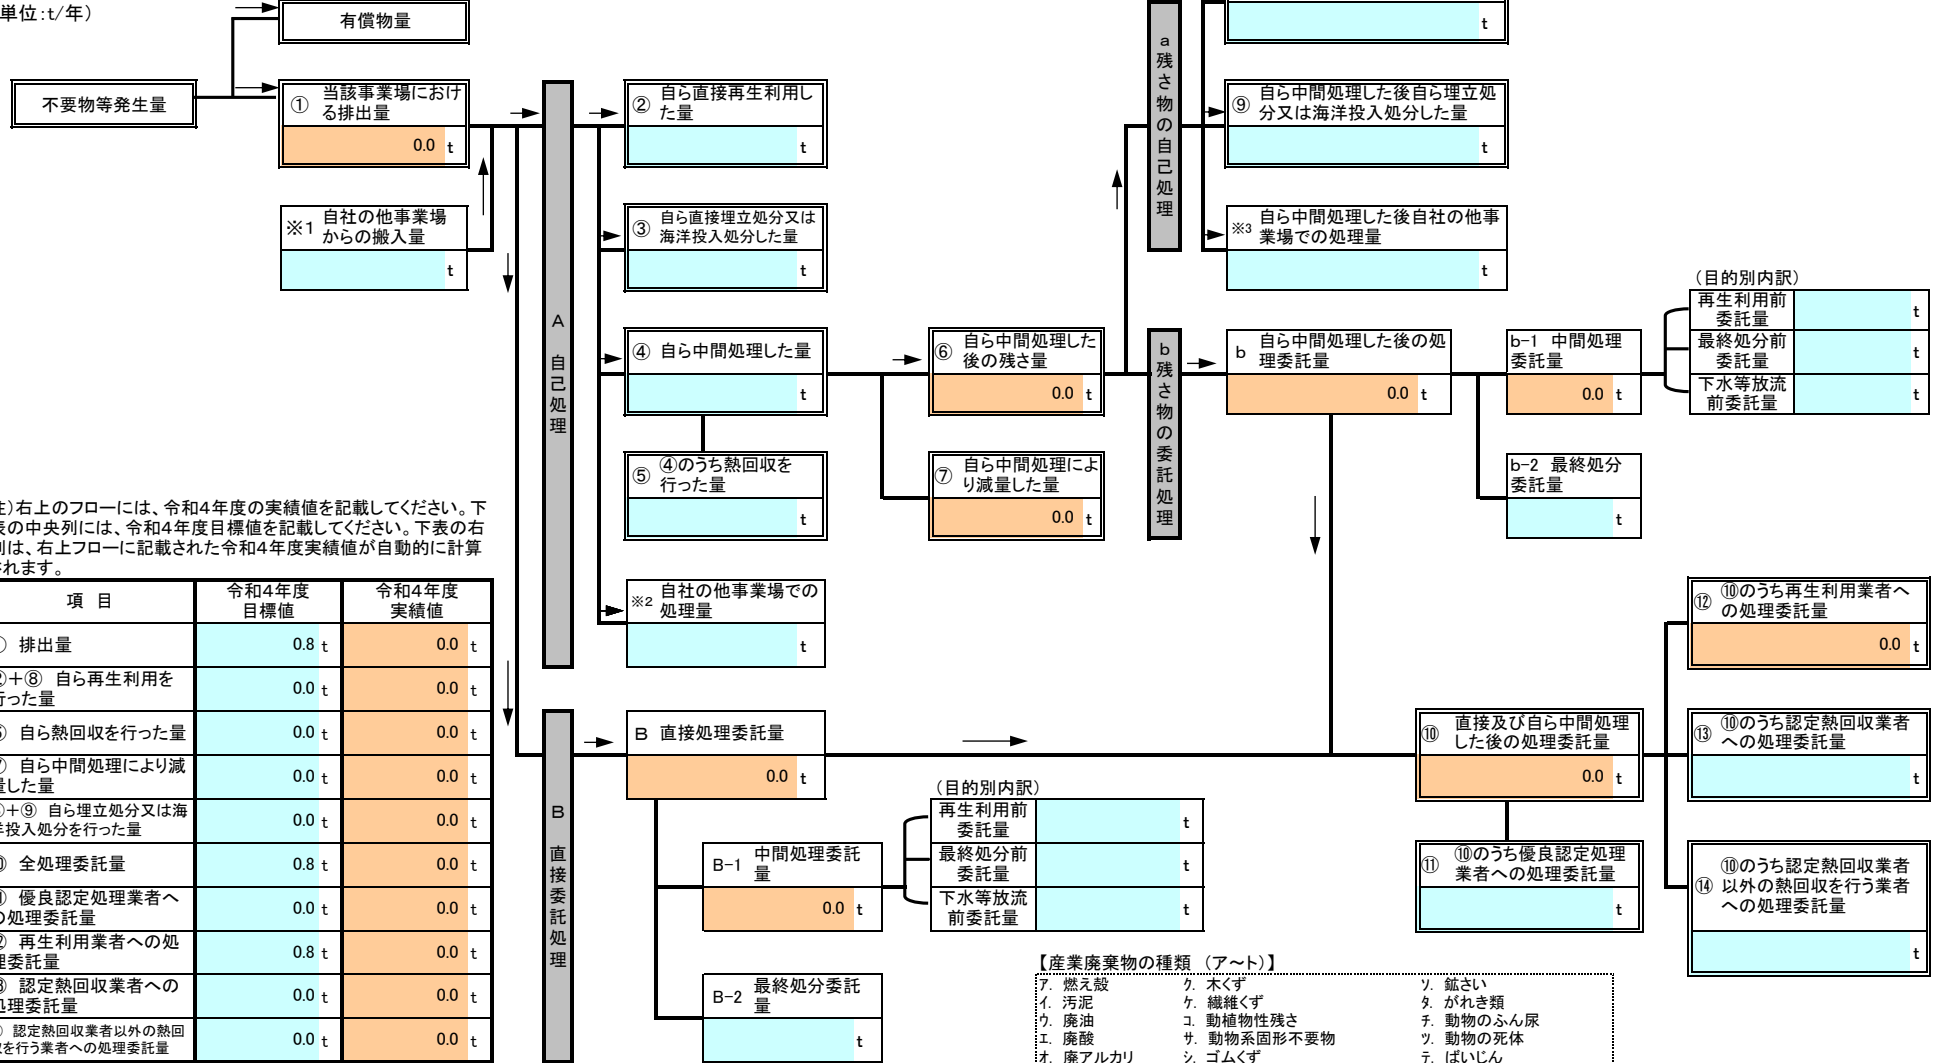 単位:t/年）
有償物量
不要物等発生量
① 当該事業場におけ
る排出量
0.0 t
※1 自社の他事業場
からの搬入量
t
A 自己処理
② 自ら直接再生利用し
た量
t
③ 自ら直接埋立処分又は
海洋投入処分した量
t
④ 自ら中間処理した量
t
⑤ ④のうち熱回収を
行った量
t
※2 自社の他事業場での
処理量
t
⑥ 自ら中間処理した
後の残さ量
0.0 t
⑦ 自ら中間処理によ
り減量した量
0.0 t
a 残さ物の自己処理
t
⑨ 自ら中間処理した後自ら埋立処
分又は海洋投入処分した量
t
※3 自ら中間処理した後自社の他事
業場での処理量
t
b 残さ物の委託処理
b 自ら中間処理した後の処
理委託量
0.0 t
b-1 中間処理
委託量
0.0 t
b-2 最終処分
委託量
t
（目的別内訳）
再生利用前
委託量
t
最終処分前
委託量
t
下水等放流
前委託量
t
)右上のフローには、令和4年度の実績値を記載してください。下
の中央列には、令和4年度目標値を記載してください。下表の右
は、右上フローに記載された令和4年度実績値が自動的に計算
れます。
項 目
令和4年度
目標値
令和4年度
実績値
排出量 0.8 t 0.0 t
+⑧ 自ら再生利用を
った量 0.0 t 0.0 t
自ら熱回収を行った量 0.0 t 0.0 t
自ら中間処理により減
した量 0.0 t 0.0 t
+⑨ 自ら埋立処分又は海
投入処分を行った量 0.0 t 0.0 t
全処理委託量 0.8 t 0.0 t
優良認定処理業者へ
の処理委託量 0.0 t 0.0 t
再生利用業者への処
理委託量 0.8 t 0.0 t
認定熱回収業者への
処理委託量 0.0 t 0.0 t
認定熱回収業者以外の熱回
収を行う業者への処理委託量 0.0 t 0.0 t
B 直接委託処理
B 直接処理委託量
0.0 t
B-1 中間処理委託
量
0.0 t
B-2 最終処分委託
量
t
（目的別内訳）
再生利用前
委託量
t
最終処分前
委託量
t
下水等放流
前委託量
t
⑩ 直接及び自ら中間処理
した後の処理委託量
0.0 t
⑪ ⑩のうち優良認定処理
業者への処理委託量
t
⑫ ⑩のうち再生利用業者へ
の処理委託量
0.0 t
⑬ ⑩のうち認定熱回収業者
への処理委託量
t
⑭ ⑩のうち認定熱回収業者
以外の熱回収を行う業者
への処理委託量
t
【産業廃棄物の種類 （ア～ト）】
ア. 燃え殻 ク. 木くず ソ. 鉱さい
イ. 汚泥 ケ. 繊維くず タ. がれき類
ウ. 廃油 コ. 動植物性残さ チ. 動物のふん尿
エ. 廃酸 サ. 動物系固形不要物 ツ. 動物の死体
オ. 廃アルカリ シ. ゴムくず テ. ばいじん